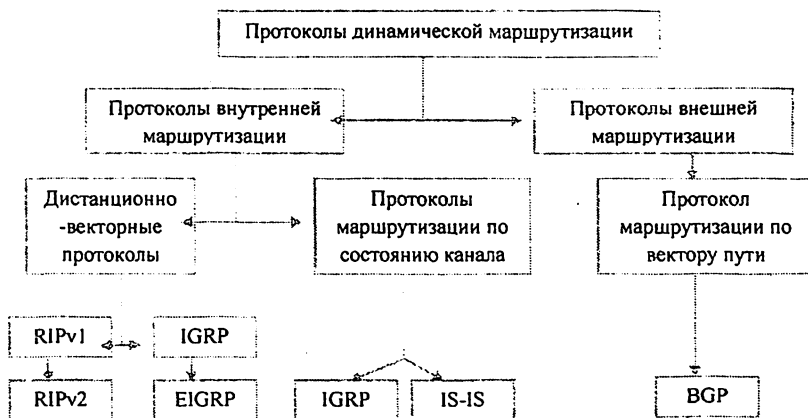 Протоколы динамической маршрутизации
Протоколы внутренней
маршрутизации
Протоколы внешней
маршрутизации
Дистанционно
-векторные
протоколы
Протоколы
маршрутизации по
состоянию канала
Протокол
маршрутизации по
вектору пути
RIPv1
IGRP
RIPv2
EIGRP
IGRP
IS-IS
BGP